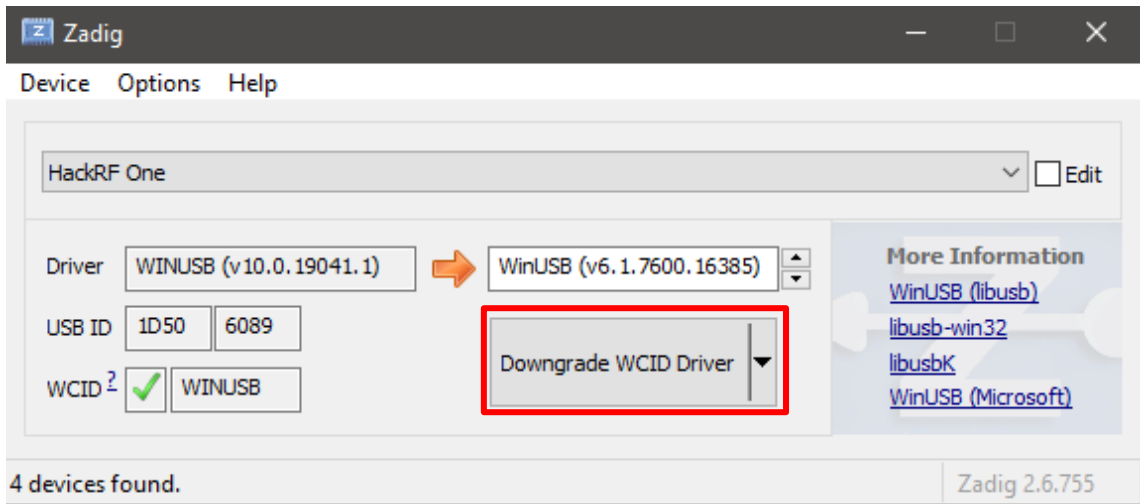 Zadig
Device Options Help
HackRF One
Edit
Driver WINUSB (v10.0.19041.1) WinUSB (v6.1.7600.16385)
USB ID 1D50 6089
WCID ? WINUSB
Downgrade WCID Driver
More Information
WinUSB (libusb)
libusb-win32
libusbK
WinUSB (Microsoft)
4 devices found.
Zadig 2.6.755